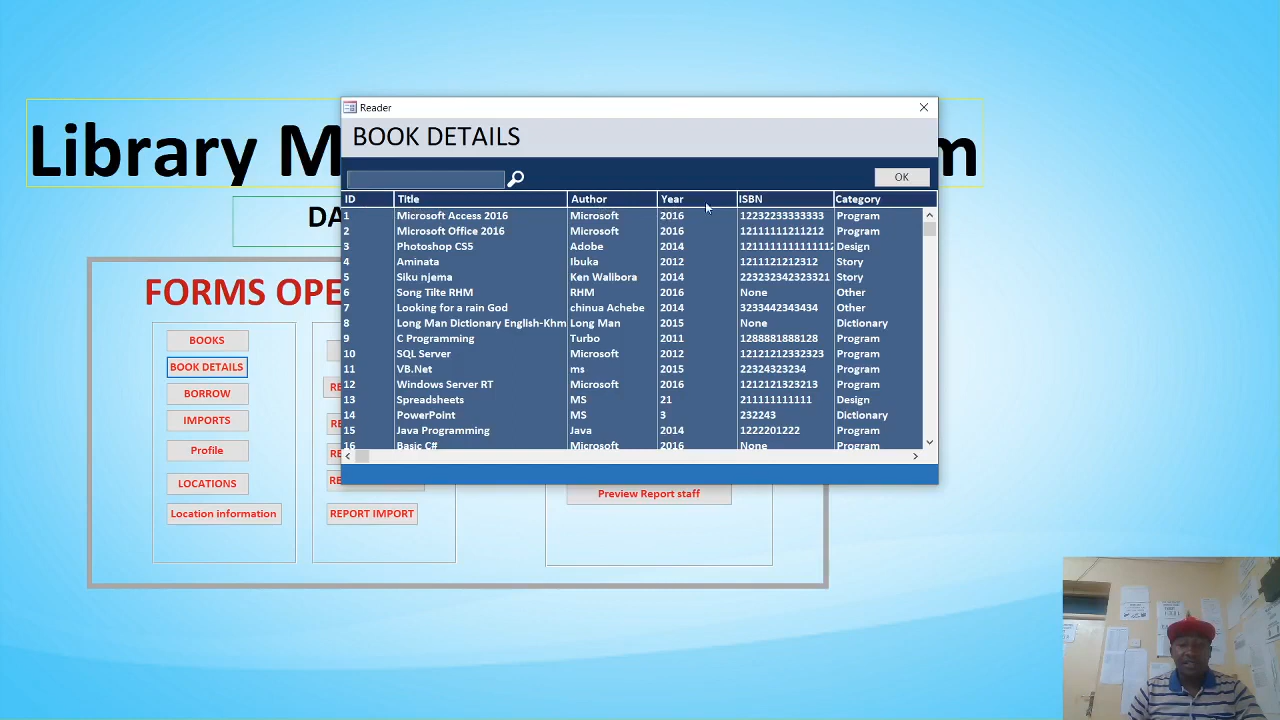 Library M
m
DA
FORMS OPE
BOOKS
BOOK DETAILS
BORROW
IMPORTS
Profile
LOCATIONS
Location information
RE
RE
RE
RE
REPORT IMPORT
Preview Report staff
Reader
BOOK DETAILS
OK
ID Title Author Year ISBN Category
1 Microsoft Access 2016 Microsoft 2016 12232233333333 Program
2 Microsoft Office 2016 Microsoft 2016 12111111211212 Program
3 Photoshop CS5 Adobe 2014 Design
4 Aminata Ibuka 2012 1211121212312 Story
5 Siku njema Ken Walibora 2014 223232342323321 Story
6 Song Tilte RHM RHM 2016 None Other
7 Looking for a rain God chinua Achebe 2014 3233442343434 Other
8 Long Man Dictionary English-Khm Long Man 2015 None Dictionary
9 C Programming Turbo 2011 1288881888128 Program
10 SQL Server Microsoft 2012 12121212332323 Program
11 VB.Net ms 2015 22324323234 Program
12 Windows Server RT Microsoft 2016 1212121323213 Program
13 Spreadsheets MS 21 211111111111 Design
14 PowerPoint MS 3 232243 Dictionary
15 Java Programming Java 2014 1222201222 Program
16 Basic C# Microsoft 2016 None Program